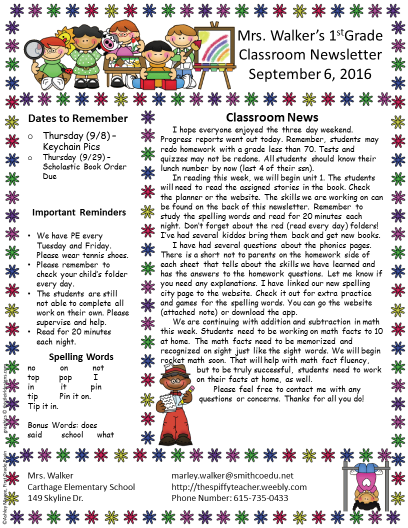 Mrs. Walker's 1stGrade
Classroom Newsletter
September 6, 2016
Dates to Remember
o Thursday (9/8) –
Keychain Pics
o Thursday (9/29) –
Scholastic Book Order
Due
Important Reminders
• We have PE every
Tuesday and Friday.
Please wear tennis shoes.
• Please remember to
check your child's folder
every day.
• The students are still
not able to complete all
work on their own. Please
supervise and help.
• Read for 20 minutes
each night.
Spelling Words
no on not
top pop I
in it pin
tip Pin it on.
Tip it in.
Bonus Words: does
said school what
Classroom News
I hope everyone enjoyed the three day weekend.
Progress reports went out today. Remember, students may
redo homework with a grade less than 70. Tests and
quizzes may not be redone. All students should know their
lunch number by now (last 4 of their ssn).
In reading this week, we will begin unit 1. The students
will need to read the assigned stories in the book. Check
the planner or the website. The skills we are working on can
be found on the back of this newsletter. Remember to
study the spelling words and read for 20 minutes each
night. Don't forget about the red (read every day) folders!
I've had several kiddos bring them back and get new books.
I have had several questions about the phonics pages.
There is a short not to parents on the homework side of
each sheet that tells about the skills we have learned and
has the answers to the homework questions. Let me know if
you need any explanations. I have linked our new spelling
city page to the website. Check it out for extra practice
and games for the spelling words. You can go the website
(attached note) or download the app.
We are continuing with addition and subtraction in math
this week. Students need to be working on math facts to 10
at home. The math facts need to be memorized and
recognized on sight just like the sight words. We will begin
rocket math soon. That will help with math fact fluency,
but to be truly successful, students need to work
on their facts at home, as well.
Please feel free to contact me with any
questions or concerns. Thanks for all you do!
Mrs. Walker
Carthage Elementary School
149 Skyline Dr.
marley.walker@smithcoedu.net
http://thespiffyteacher.weebly.com
Phone Number: 615-735-0433